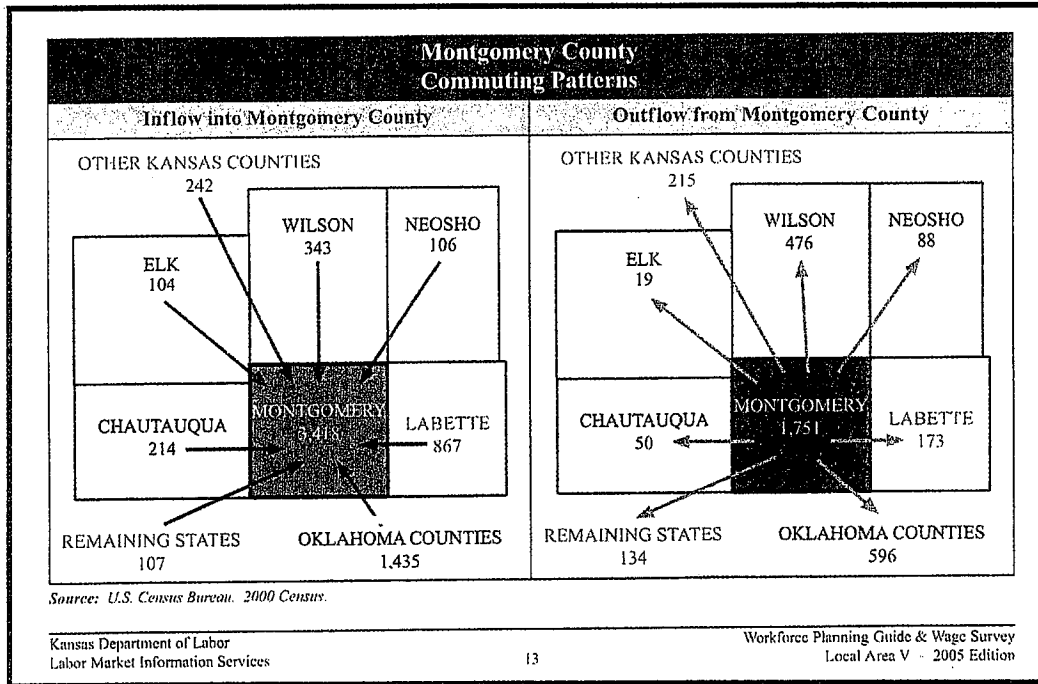 Montgomery County
Commuting Patterns
Inflow into Montgomery County
OTHER KANSAS COUNTIES
242
WILSON
343
NEOSHO
106
ELK
104
MONTGOMERY
3,418
CHAUTAUQUA
214
LABETTE
867
REMAINING STATES
107
OKLAHOMA COUNTIES
1,435
Outflow from Montgomery County
OTHER KANSAS COUNTIES
215
WILSON
476
NEOSHO
88
ELK
19
MONTGOMERY
1,751
CHAUTAUQUA
50
LABETTE
173
REMAINING STATES
134
OKLAHOMA COUNTIES
596
Source: U.S. Census Bureau. 2000 Census.
Kansas Department of Labor
Labor Market Information Services
13
Workforce Planning Guide & Wage Survey
Local Area V - 2005 Edition